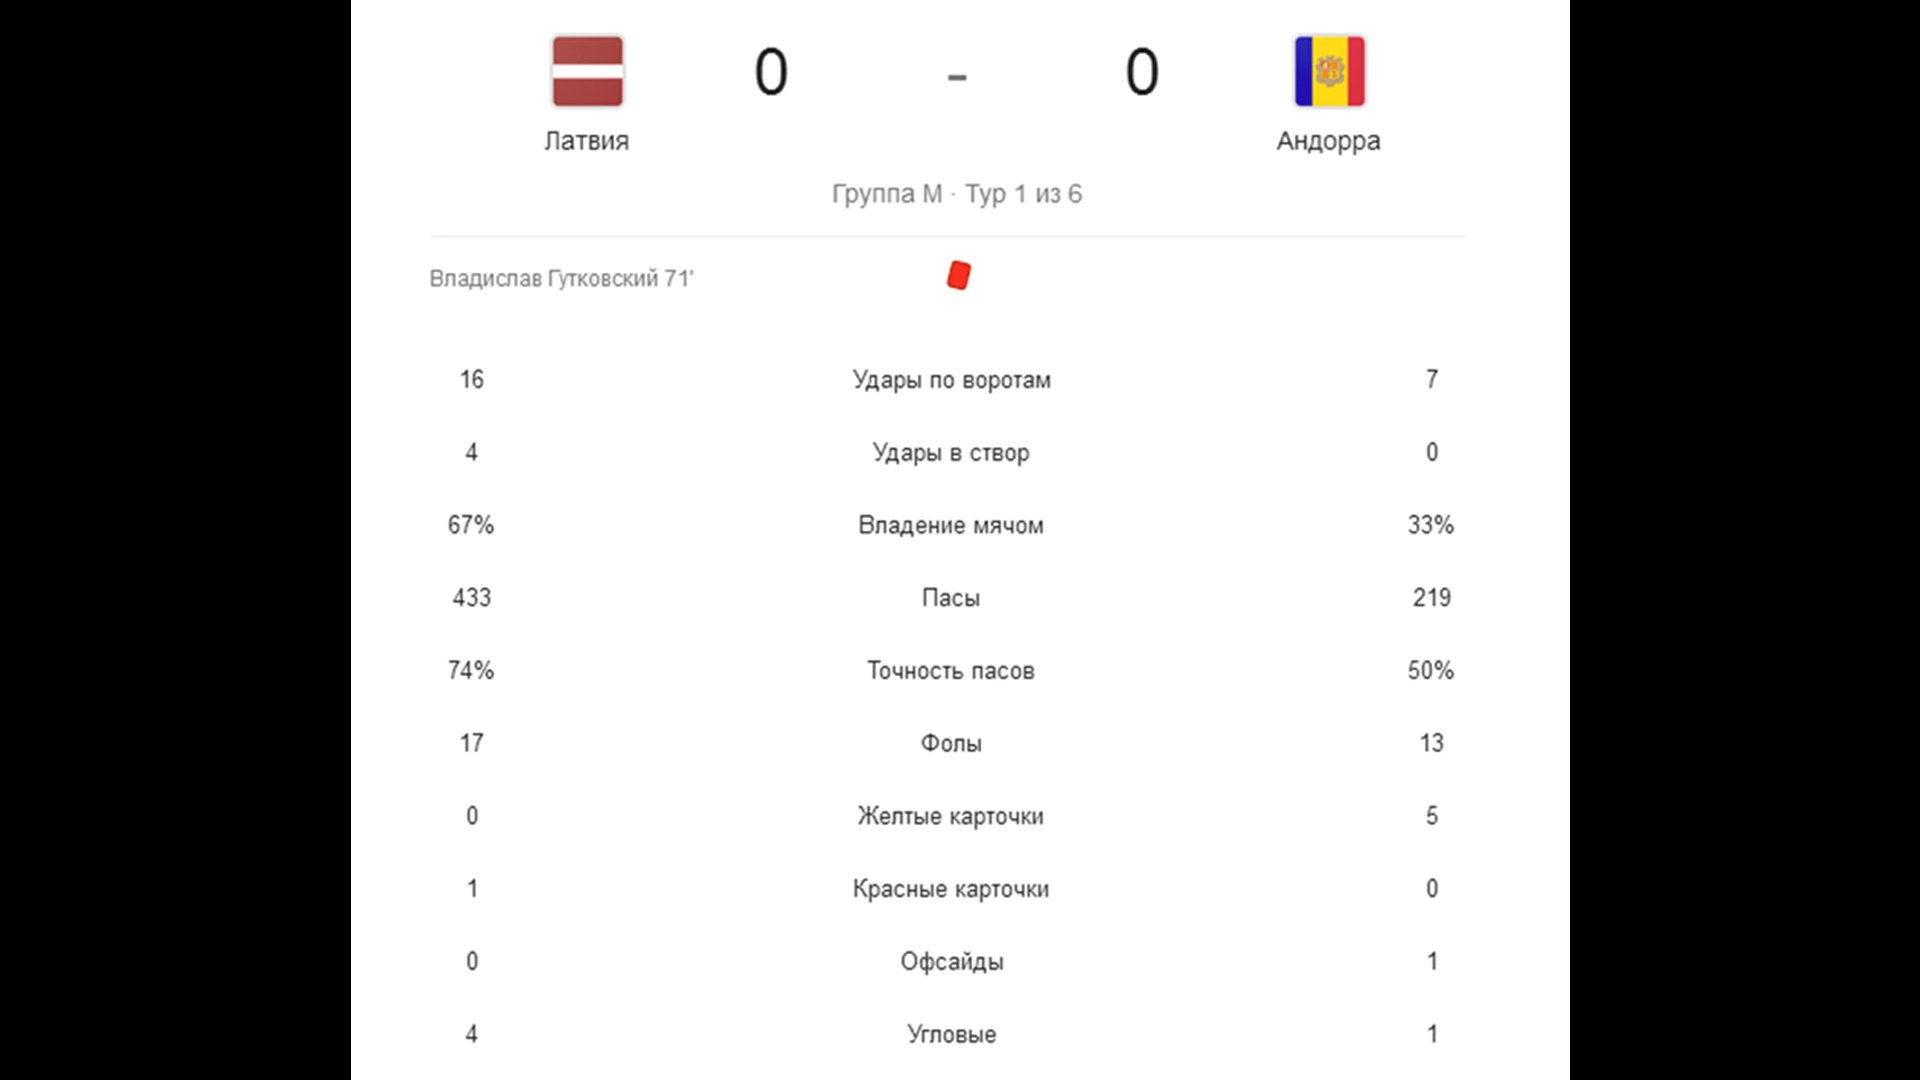 0 - 0
Латвия Андорра
Группа M · Тур 1 из 6
Владислав Гутковский 71'
16 Удары по воротам 7
4 Удары в створ 0
67% Владение мячом 33%
433 Пасы 219
74% Точность пасов 50%
17 Фолы 13
0 Желтые карточки 5
1 Красные карточки 0
0 Офсайды 1
4 Угловые 1